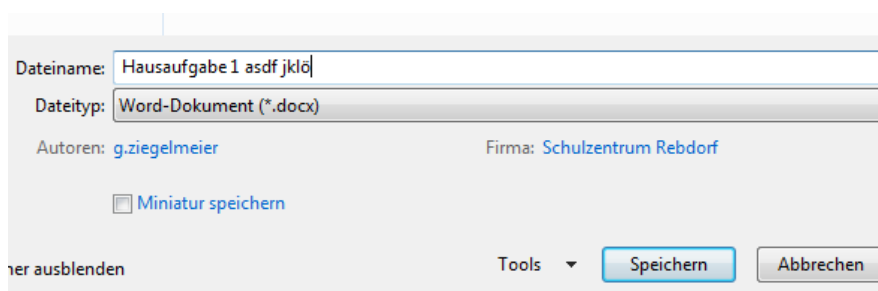 Dateiname: Hausaufgabe 1 asdf jklö
Dateityp: Word-Dokument (*.docx)
Autoren: g.ziegelmeier Firma: Schulzentrum Rebdorf
Miniatur speichern
ner ausblenden Tools Speichern Abbrechen